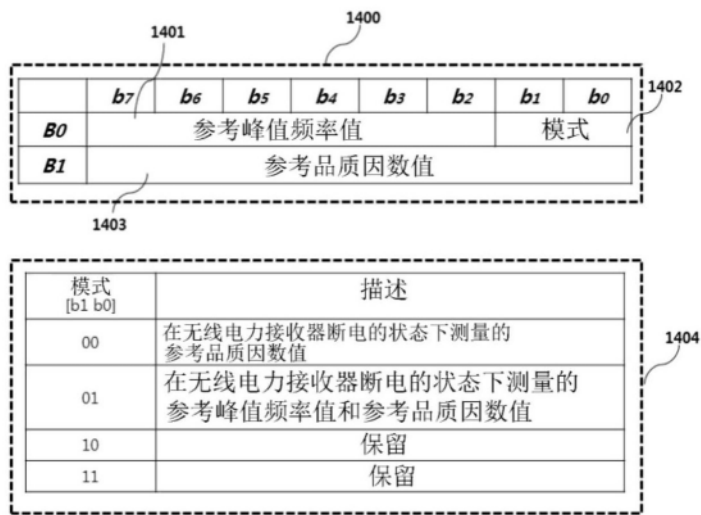 1400
1401
b7 b6 b5 b4 b3 b2 b1 b0
1402
B0 参考峰值频率值 模式
B1 参考品质因数值
1403
模式
[b1 b0]
描述
00
在无线电力接收器断电的状态下测量的
参考品质因数值
1404
01
在无线电力接收器断电的状态下测量的
参考峰值频率值和参考品质因数值
10 保留
11 保留